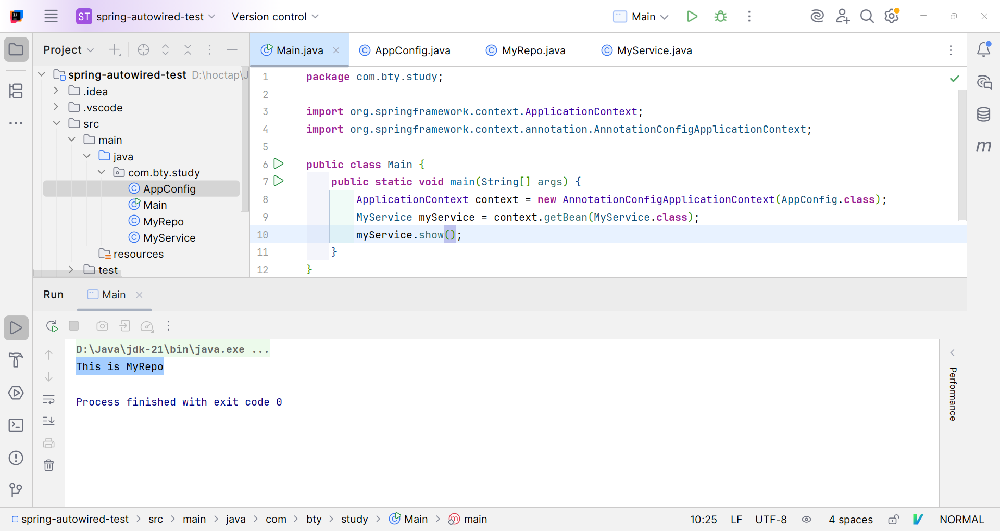 ST spring-autowired-test Version control Main
Project
Main.java AppConfig.java MyRepo.java MyService.java
spring-autowired-test D:\hoctap\J
.idea
.vscode
src
main
java
com.bty.study
AppConfig
Main
MyRepo
MyService
resources
test
1 package com.bty.study;
2
3 import org.springframework.context.ApplicationContext;
4 import org.springframework.context.annotation.AnnotationConfigApplicationContext;
5
6 public class Main {
7 public static void main(String[] args) {
8 ApplicationContext context = new AnnotationConfigApplicationContext(AppConfig.class);
9 MyService myService = context.getBean(MyService.class);
10 myService.show();
11 }
12 }
Run Main
D:\Java\jdk-21\bin\java.exe ...
This is MyRepo
Process finished with exit code 0
Performance
spring-autowired-test > src > main > java > com > bty > study > Main > main
10:25 LF UTF-8 4 spaces NORMAL